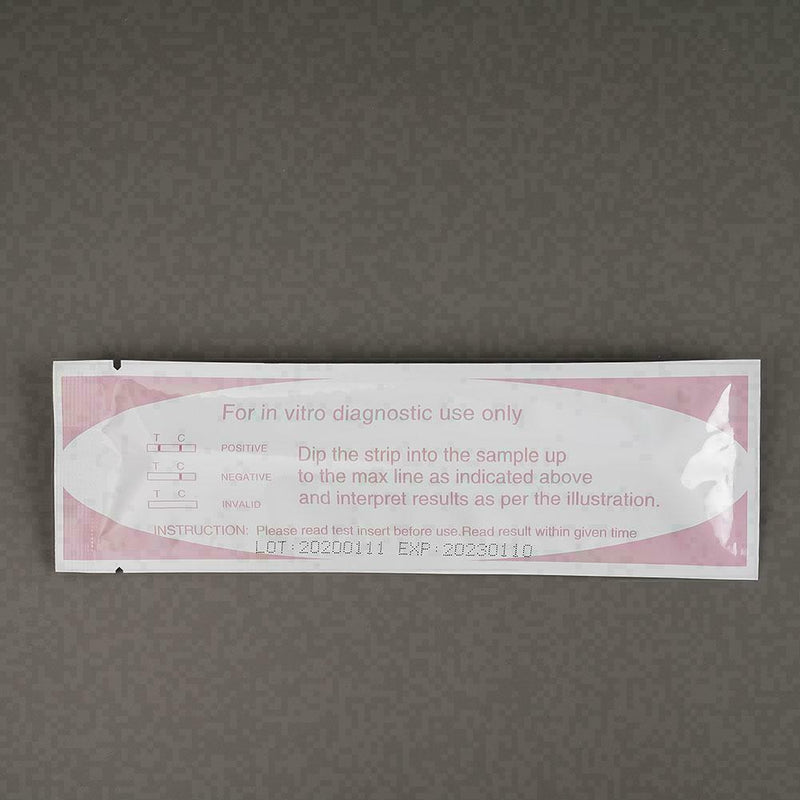 For in vitro diagnostic use only
T C
POSITIVE
T C
NEGATIVE
T C
INVALID
Dip the strip into the sample up
to the max line as indicated above
and interpret results as per the illustration.
INSTRUCTION: Please read test insert before use.Read result within given time
LOT:20200111 EXP:20230110